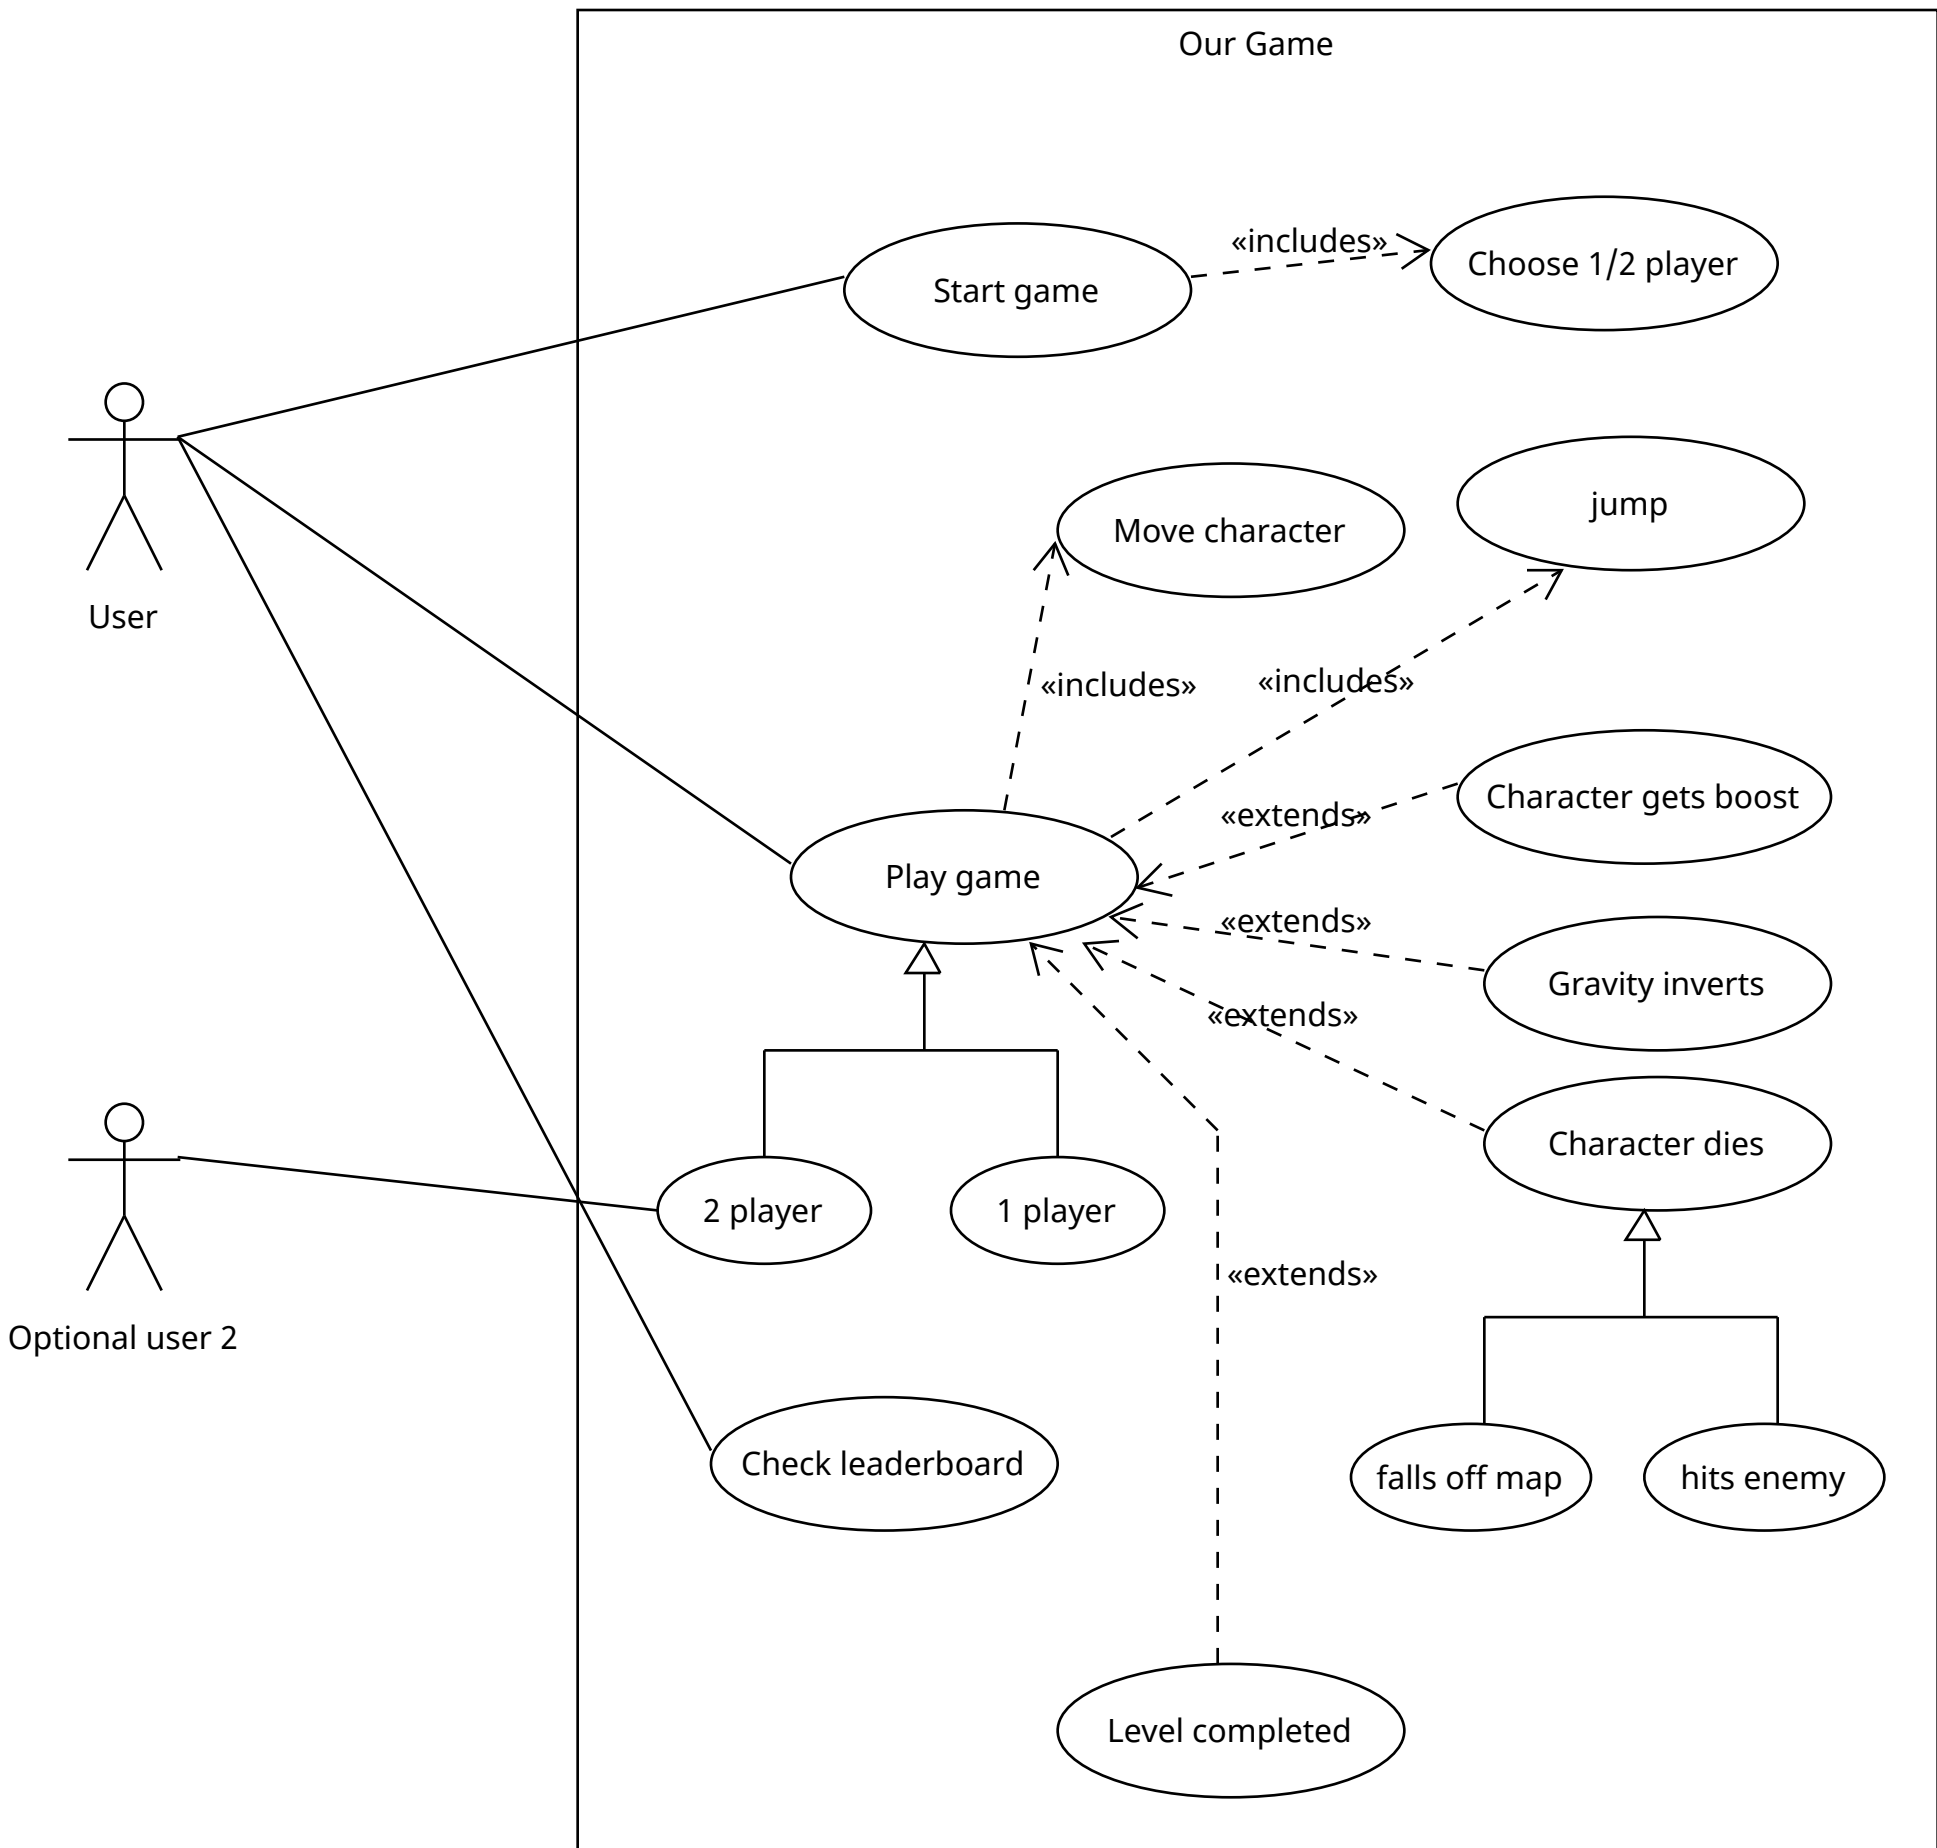 Our Game
Start game
«includes»
Choose 1/2 player
User
Move character
jump
«includes»
«includes»
Play game
«extends»
Character gets boost
«extends»
Gravity inverts
«extends»
Character dies
2 player
1 player
Optional user 2
«extends»
Check leaderboard
falls off map
hits enemy
Level completed